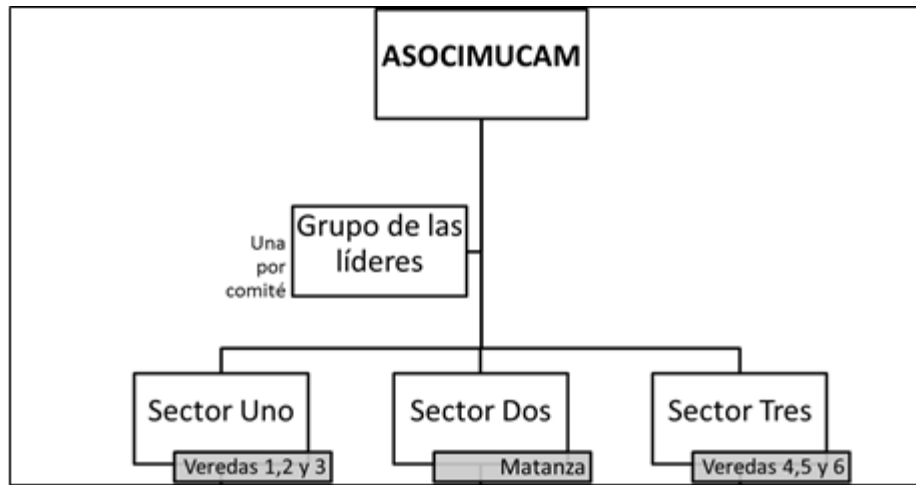 ASOCIMUCAM
Grupo de las
líderes
Una
por
comité
Sector Uno
Veredas 1,2 y 3
Sector Dos
Matanza
Sector Tres
Veredas 4,5 y 6